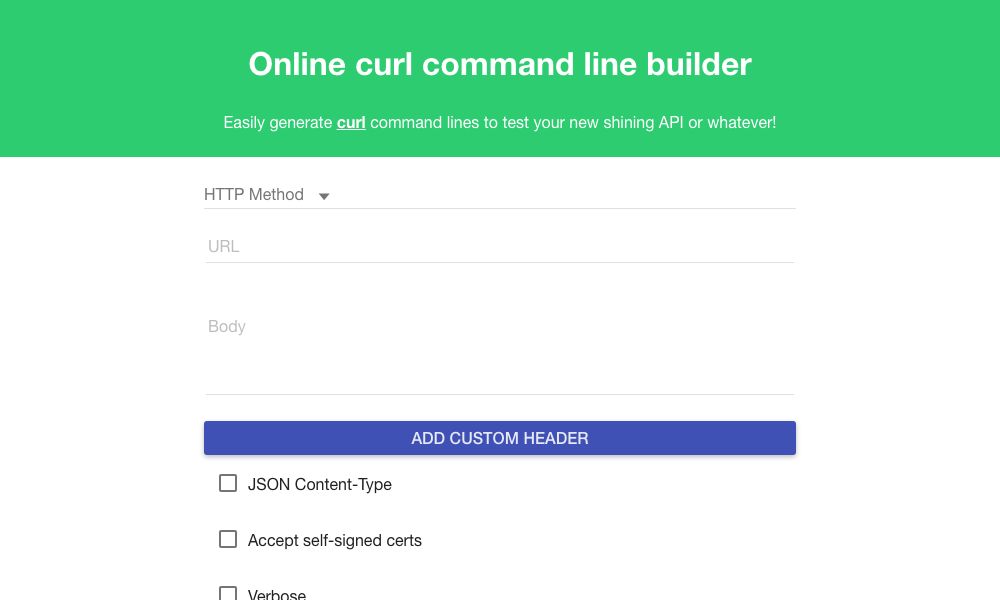 Online curl command line builder
Easily generate curl command lines to test your new shining API or whatever!
HTTP Method
URL
Body
ADD CUSTOM HEADER
JSON Content-Type
Accept self-signed certs
Verbose